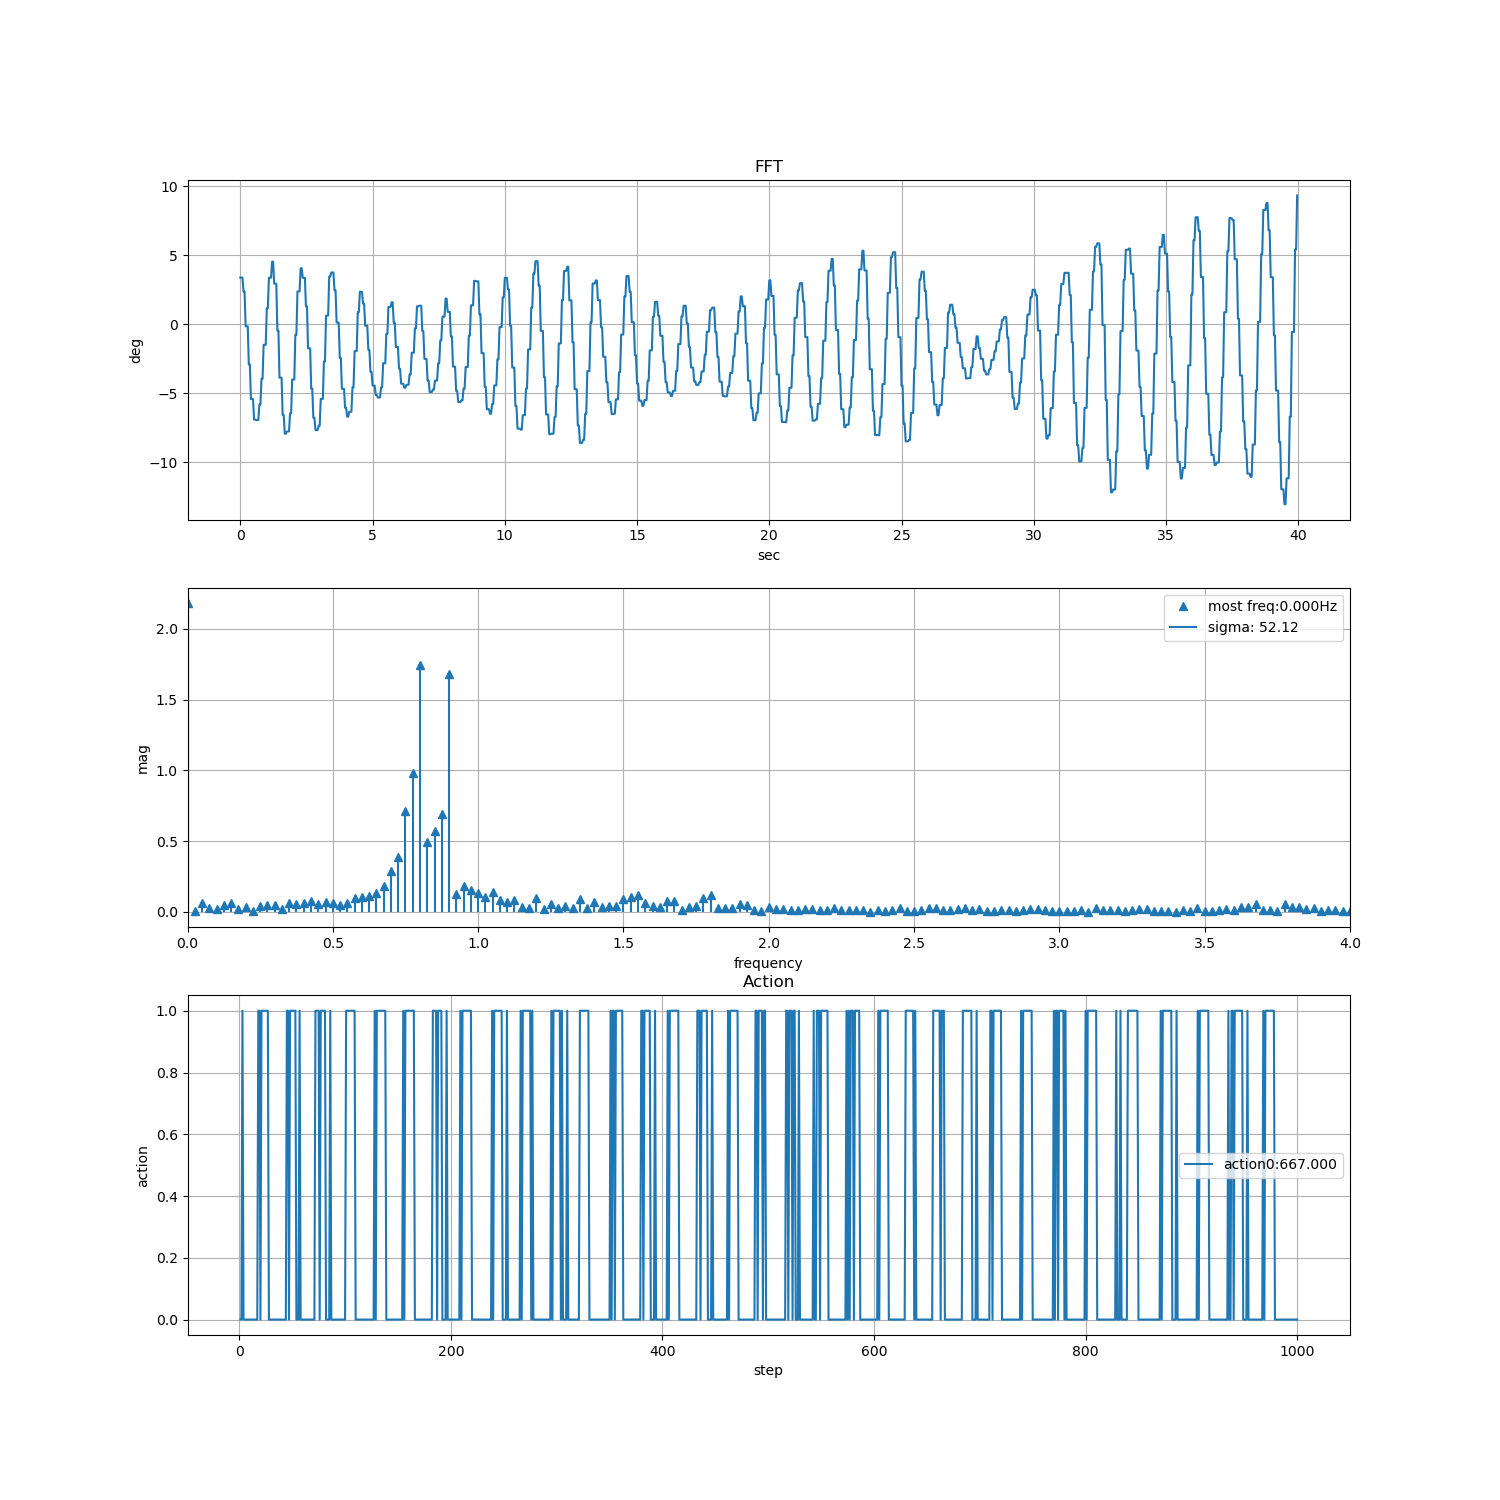 FFT
10
5
0
−5
−10
deg
0 5 10 15 20 25 30 35 40
sec
most freq:0.000Hz
sigma: 52.12
2.0
1.5
1.0
0.5
0.0
mag
0.0 0.5 1.0 1.5 2.0 2.5 3.0 3.5 4.0
frequency
Action
1.0
0.8
0.6
0.4
0.2
0.0
action
action0:667.000
0 200 400 600 800 1000
step